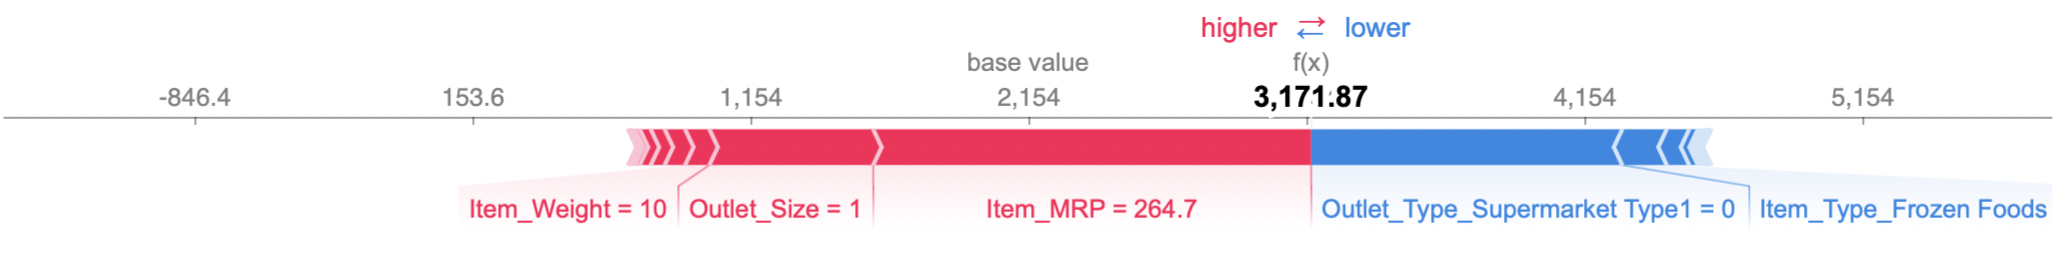 higher lower
base value f(x)
-846.4 153.6 1,154 2,154 3,171.87 4,154 5,154
Item_Weight = 10 Outlet_Size = 1 Item_MRP = 264.7 Outlet_Type_Supermarket Type1 = 0 Item_Type_Frozen Foods